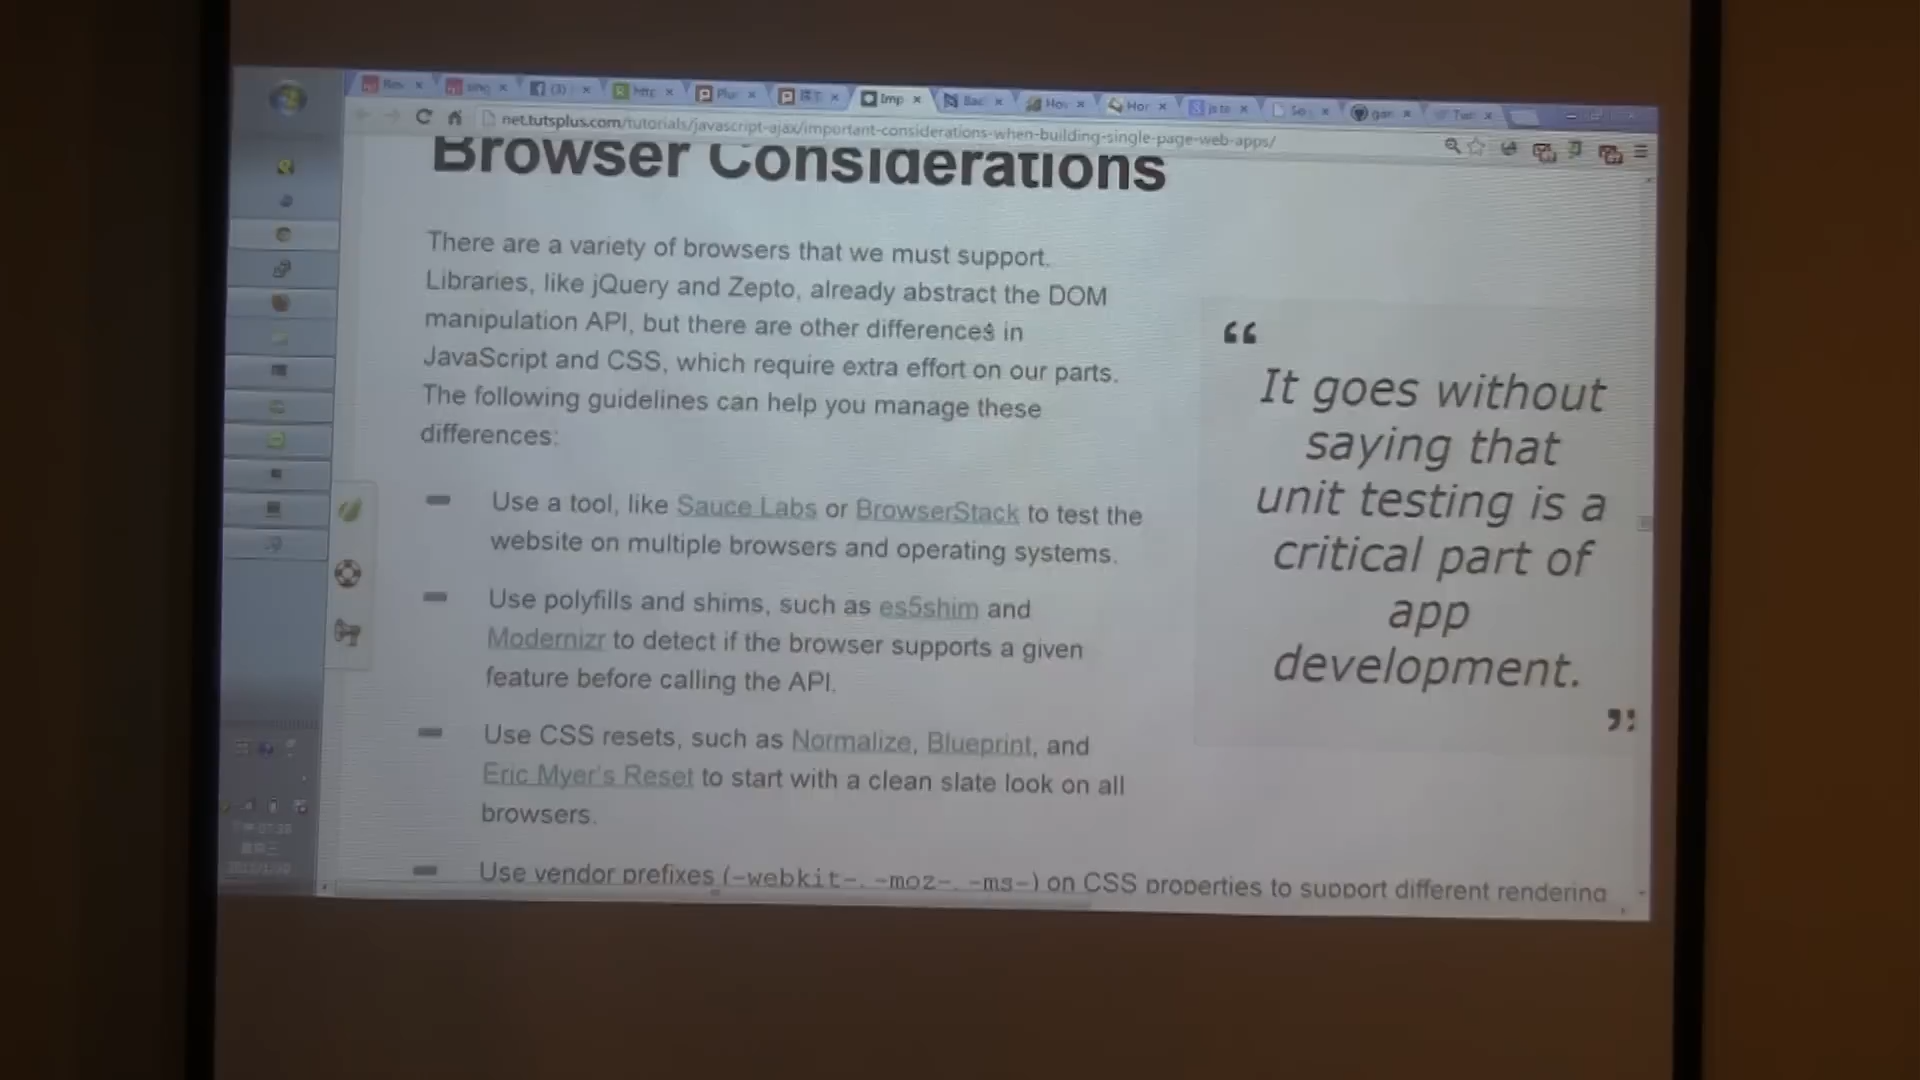 (3)
Imp
net.tutsplus.com/tutorials/javascript-ajax/important-considerations-when-building-single-page-web-apps/
Browser Considerations
There are a variety of browsers that we must support.
Libraries, like jQuery and Zepto, already abstract the DOM
manipulation API, but there are other differences in
JavaScript and CSS, which require extra effort on our parts.
The following guidelines can help you manage these
differences:
Use a tool, like Sauce Labs or BrowserStack to test the
website on multiple browsers and operating systems.
Use polyfills and shims, such as es5shim and
Modernizr to detect if the browser supports a given
feature before calling the API.
Use CSS resets, such as Normalize, Blueprint, and
Eric Myer's Reset to start with a clean slate look on all
browsers.
Use vendor prefixes (-webkit-, -moz-, -ms-) on CSS properties to support different rendering
“
It goes without
saying that
unit testing is a
critical part of
app
development.
”